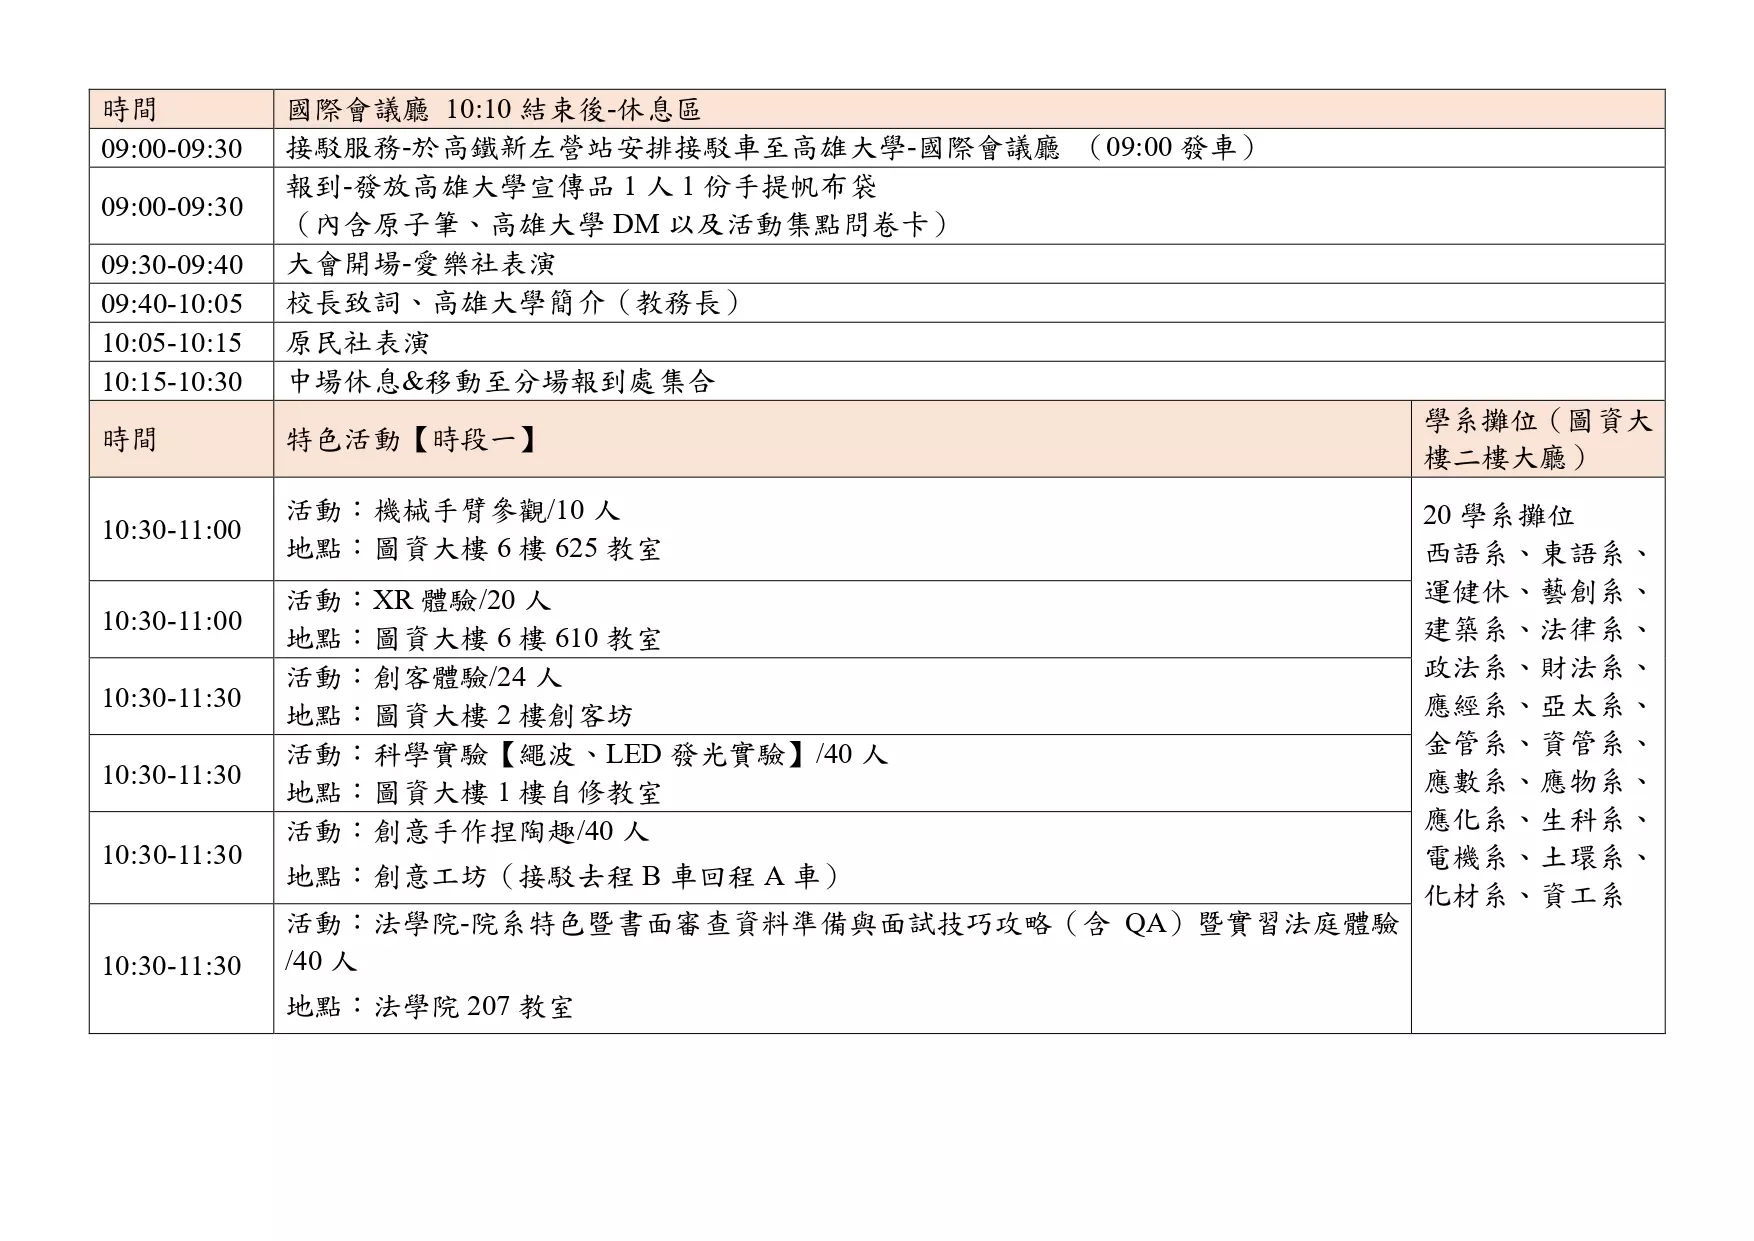 時間
國際會議廳 10:10 結束後-休息區
09:00-09:30
接駁服務-於高鐵新左營站安排接駁車至高雄大學-國際會議廳 （09:00 發車）
09:00-09:30
報到-發放高雄大學宣傳品 1 人 1 份手提帆布袋
（內含原子筆、高雄大學 DM 以及活動集點問卷卡）
09:30-09:40
大會開場-愛樂社表演
09:40-10:05
校長致詞、高雄大學簡介（教務長）
10:05-10:15
原民社表演
10:15-10:30
中場休息&移動至分場報到處集合
時間
特色活動【時段一】
學系攤位（圖資大
樓二樓大廳）
10:30-11:00
活動：機械手臂參觀/10 人
地點：圖資大樓 6 樓 625 教室
10:30-11:00
活動：XR 體驗/20 人
地點：圖資大樓 6 樓 610 教室
10:30-11:30
活動：創客體驗/24 人
地點：圖資大樓 2 樓創客坊
10:30-11:30
活動：科學實驗【繩波、LED 發光實驗】/40 人
地點：圖資大樓 1 樓自修教室
10:30-11:30
活動：創意手作捏陶趣/40 人
地點：創意工坊（接駁去程 B 車回程 A 車）
10:30-11:30
活動：法學院-院系特色暨書面審查資料準備與面試技巧攻略（含 QA）暨實習法庭體驗
/40 人
地點：法學院 207 教室
20 學系攤位
西語系、東語系、
運健休、藝創系、
建築系、法律系、
政法系、財法系、
應經系、亞太系、
金管系、資管系、
應數系、應物系、
應化系、生科系、
電機系、土環系、
化材系、資工系